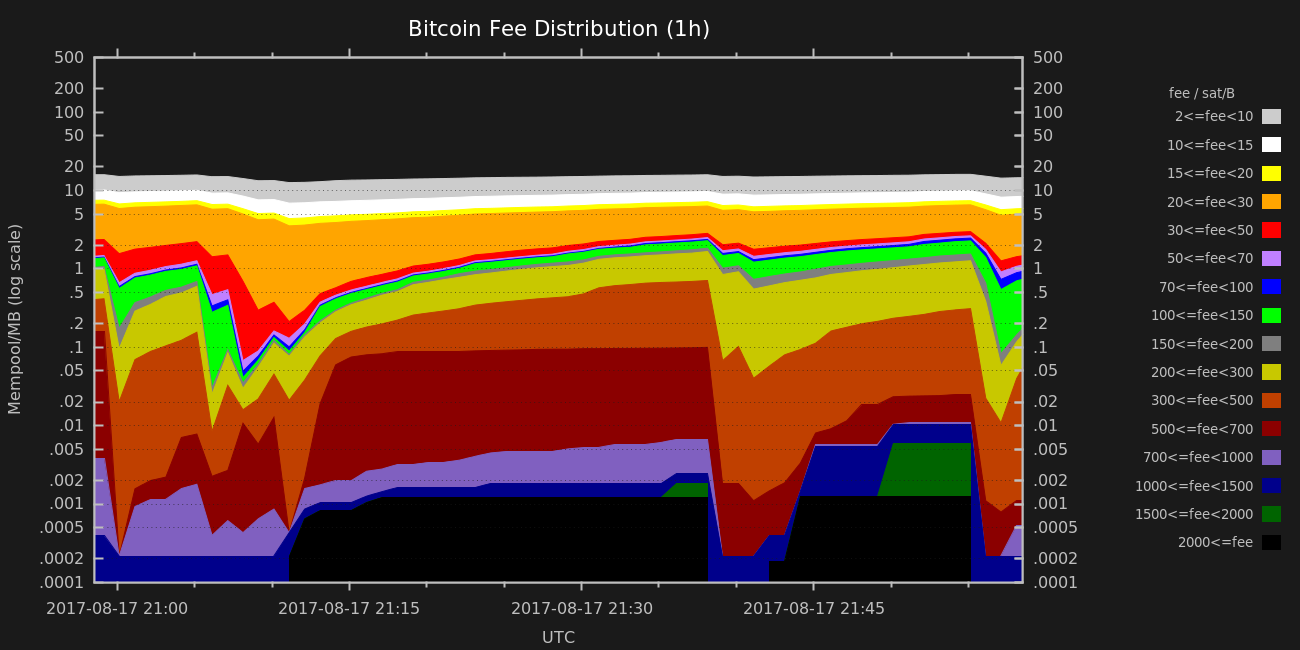 Bitcoin Fee Distribution (1h)
500 500
200 200
100 100
50 50
20 20
10 10
5 5
2 2
1 1
.5 .5
.2 .2
.1 .1
.05 .05
.02 .02
.01 .01
.005 .005
.002 .002
.001 .001
.0005 .0005
.0002 .0002
.0001 .0001
Mempool/MB (log scale)
2017-08-17 21:00 2017-08-17 21:15 2017-08-17 21:30 2017-08-17 21:45
UTC
fee / sat/B
2<=fee<10
10<=fee<15
15<=fee<20
20<=fee<30
30<=fee<50
50<=fee<70
70<=fee<100
100<=fee<150
150<=fee<200
200<=fee<300
300<=fee<500
500<=fee<700
700<=fee<1000
1000<=fee<1500
1500<=fee<2000
2000<=fee